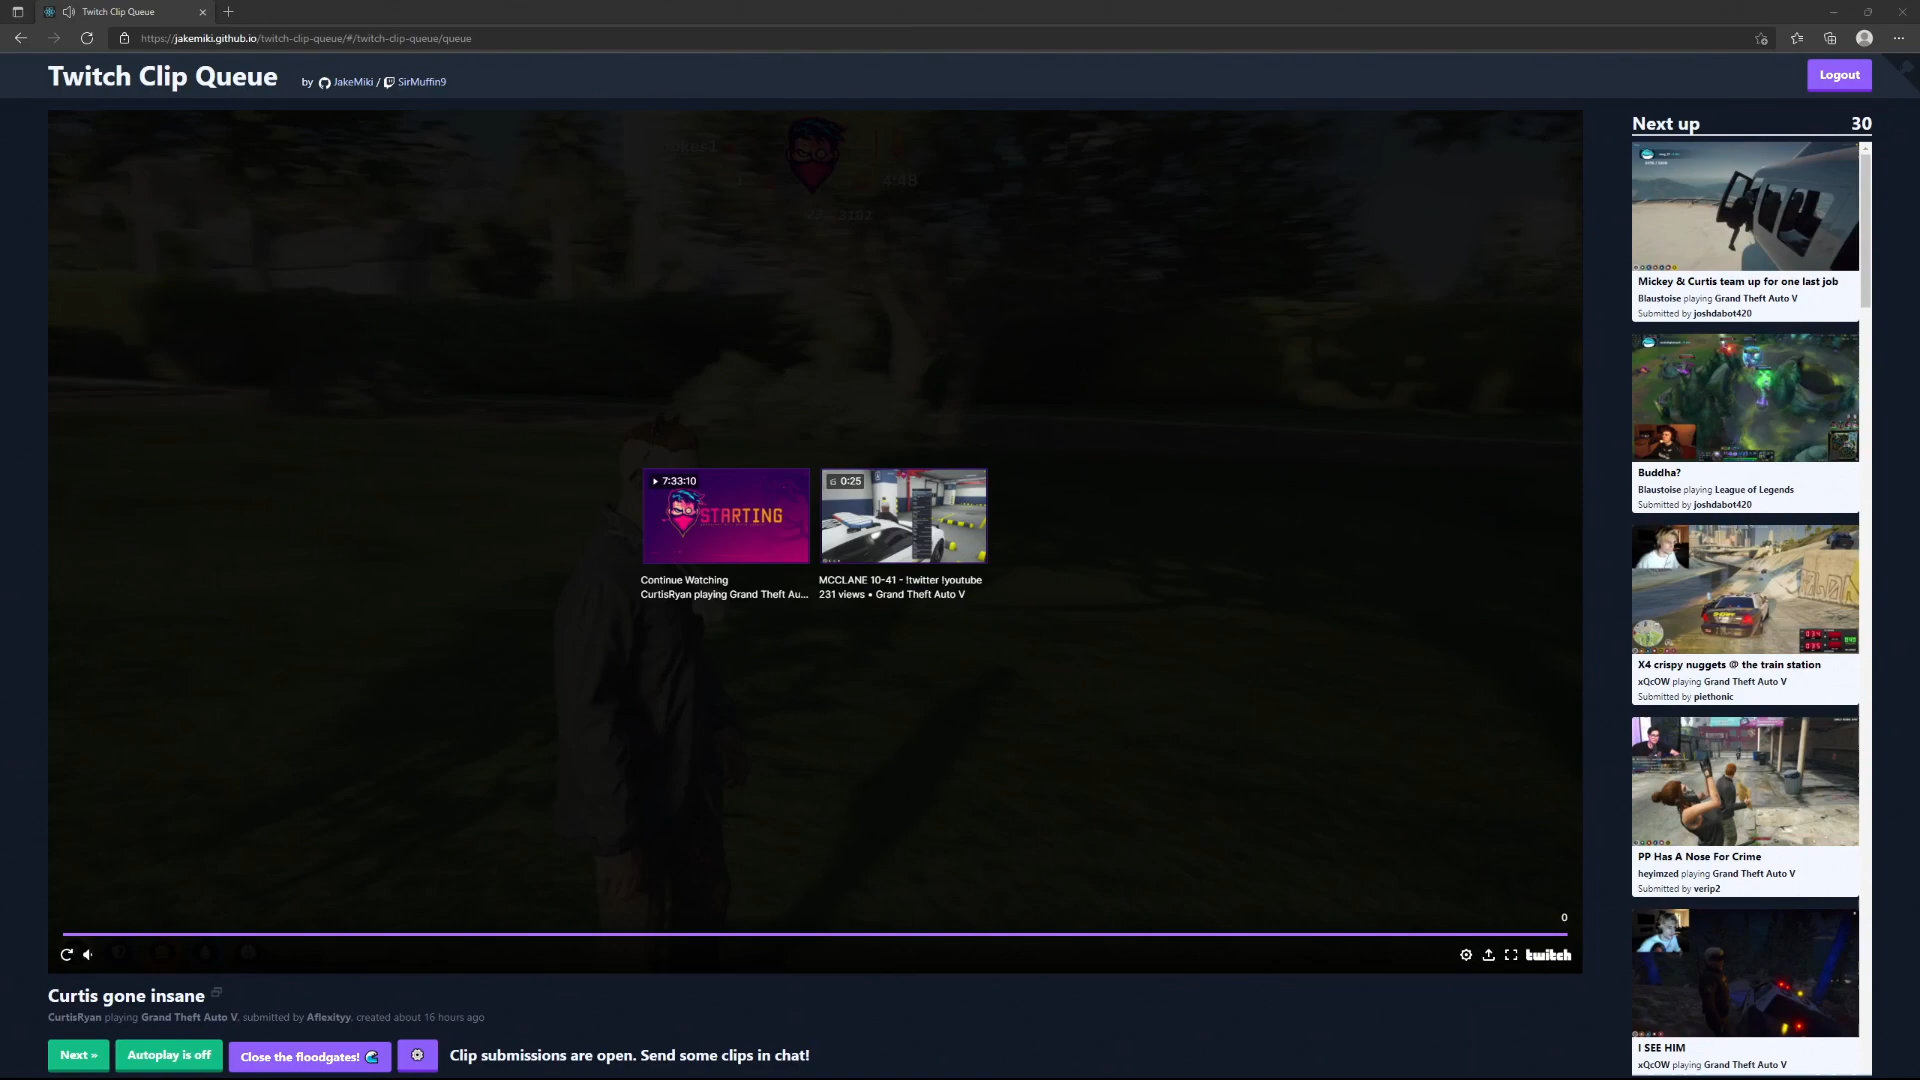 Twitch Clip Queue
https://jakemiki.github.io/twitch-clip-queue/#/twitch-clip-queue/queue
Twitch Clip Queue
by JakeMiki / SirMuffin9
Logout
4:48
7:33:10
STARTING
Continue Watching
CurtisRyan playing Grand Theft Au...
0:25
MCCLANE 10-41 - !twitter !youtube
231 views • Grand Theft Auto V
0
twitch
Curtis gone insane
CurtisRyan playing Grand Theft Auto V, submitted by Aflexityy, created about 16 hours ago
Next »
Autoplay is off
Close the floodgates!
Clip submissions are open. Send some clips in chat!
Next up
30
Mickey & Curtis team up for one last job
Blaustoise playing Grand Theft Auto V
Submitted by joshdabot420
Buddha?
Blaustoise playing League of Legends
Submitted by joshdabot420
X4 crispy nuggets @ the train station
xQcOW playing Grand Theft Auto V
Submitted by piethonic
PP Has A Nose For Crime
heyimzed playing Grand Theft Auto V
Submitted by verip2
I SEE HIM
xQcOW playing Grand Theft Auto V